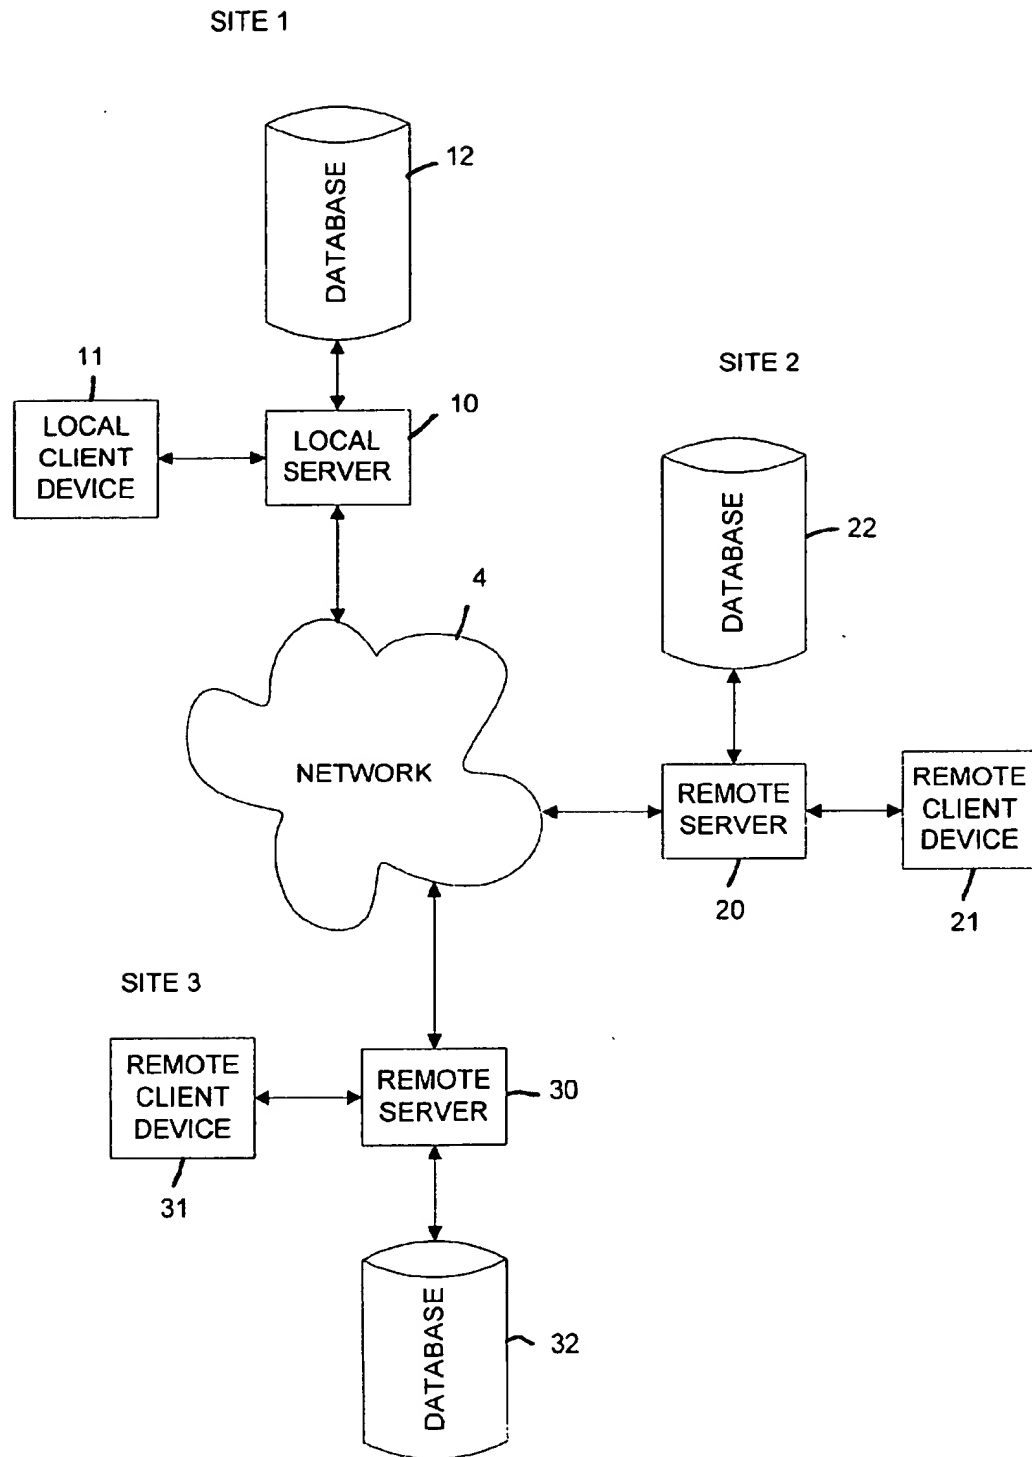 SITE 1
DATABASE
12
11
LOCAL
CLIENT
DEVICE
10
LOCAL
SERVER
SITE 2
DATABASE
22
4
NETWORK
REMOTE
SERVER
20
REMOTE
CLIENT
DEVICE
21
SITE 3
REMOTE
CLIENT
DEVICE
31
REMOTE
SERVER
30
DATABASE
32